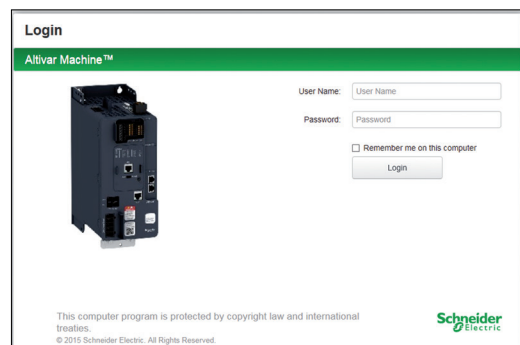 Login
Altivar Machine™
User Name:
User Name
Password:
Password
Remember me on this computer
Login
This computer program is protected by copyright law and international
treaties.
© 2015 Schneider Electric. All Rights Reserved.
Schneider
Electric